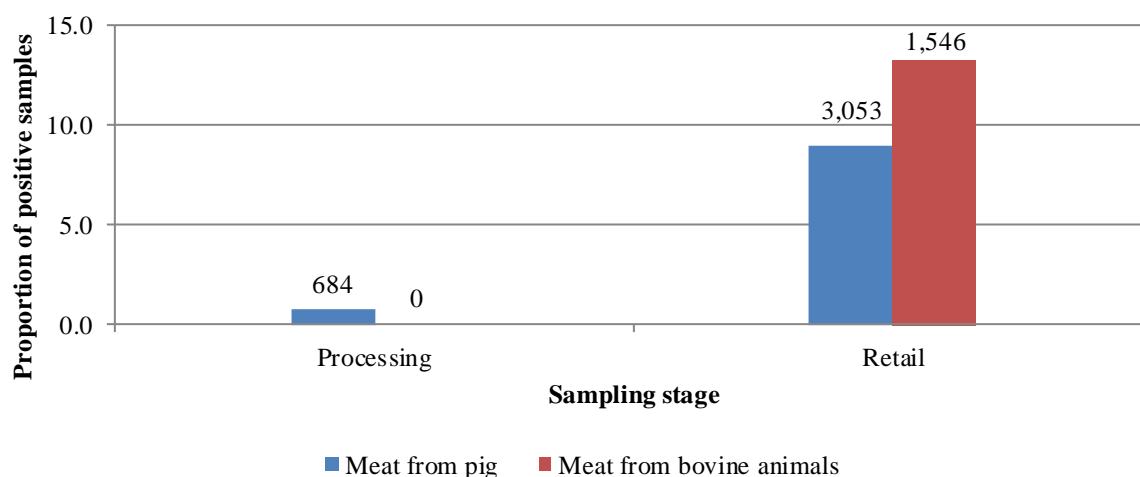 Proportion of positive samples
15.0
10.0
5.0
0.0
684
0
3,053
1,546
Processing
Retail
Sampling stage
Meat from pig
Meat from bovine animals